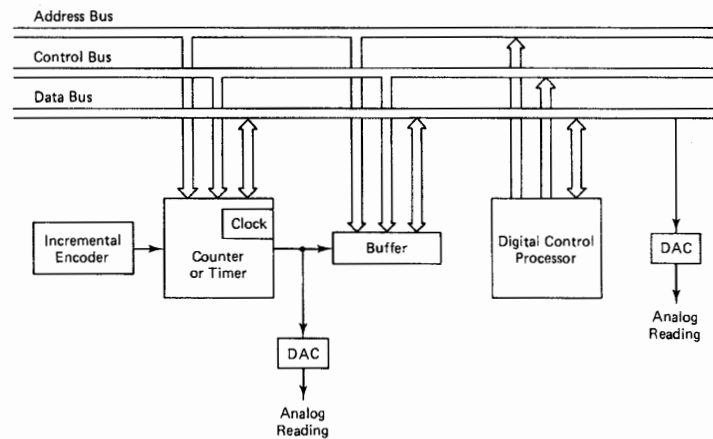 Address Bus
Control Bus
Data Bus
Clock
Incremental
Encoder
Counter
or Timer
Buffer
Digital Control
Processor
DAC
Analog
Reading
DAC
Analog
Reading